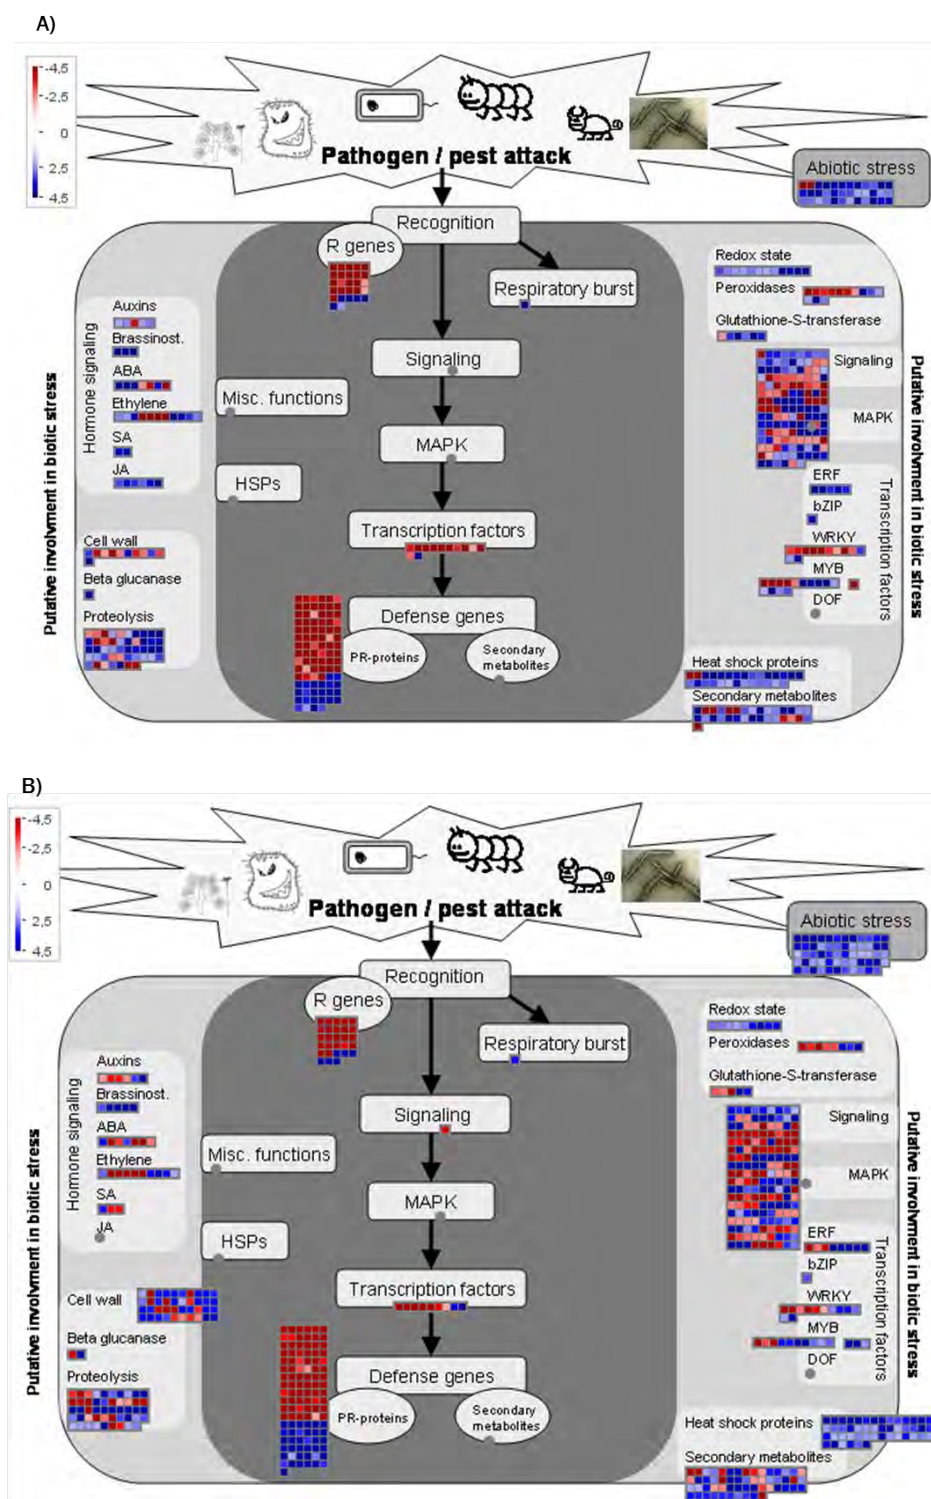 A)
-4,5
-2,5
0
2,5
4,5
Pathogen / pest attack
Abiotic stress
Recognition
R genes
Respiratory burst
Redox state
Peroxidases
Glutathione-S-transferase
Auxins
Brassinost.
ABA
Ethylene
SA
JA
Hormone signaling
Putative involvment in biotic stress
Signaling
Misc. functions
MAPK
HSPs
Transcription factors
Defense genes
PR-proteins
Secondary
metabolites
Cell wall
Beta glucanase
Proteolysis
Signaling
MAPK
ERF
bZIP
WRKY
MYB
DOF
Transcription factors
Putative involvment in biotic stress
Heat shock proteins
Secondary metabolites
B)
-4,5
-2,5
0
2,5
4,5
Pathogen / pest attack
Abiotic stress
Recognition
R genes
Respiratory burst
Redox state
Peroxidases
Glutathione-S-transferase
Auxins
Brassinost.
ABA
Ethylene
SA
JA
Hormone signaling
Putative involvment in biotic stress
Signaling
Misc. functions
MAPK
HSPs
Transcription factors
Defense genes
PR-proteins
Secondary
metabolites
Cell wall
Beta glucanase
Proteolysis
Signaling
MAPK
ERF
bZIP
WRKY
MYB
DOF
Transcription factors
Putative involvment in biotic stress
Heat shock proteins
Secondary metabolites